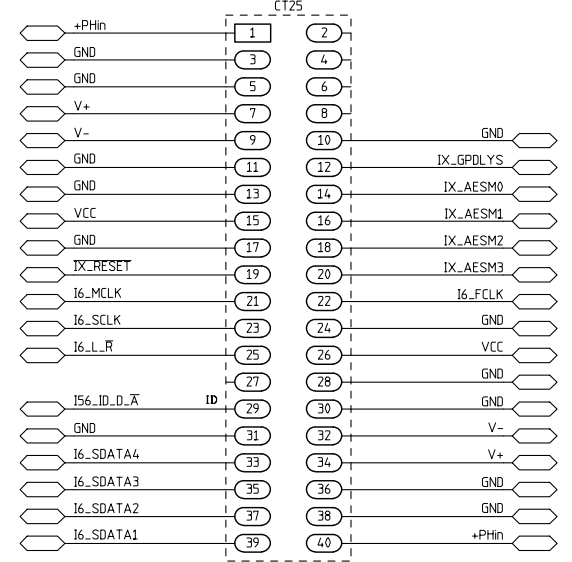 CT25
+PHin 1 2
GND 3 4
GND 5 6
V+ 7 8
V- 9 10 GND
GND 11 12 IX_GPDLYS
GND 13 14 IX_AESM0
VCC 15 16 IX_AESM1
GND 17 18 IX_AESM2
IX_RESET 19 20 IX_AESM3
I6_MCLK 21 22 I6_FCLK
I6_SCLK 23 24 GND
I6_L_R 25 26 VCC
27 28 GND
I56_ID_D_A ID 29 30 GND
GND 31 32 V-
I6_SDATA4 33 34 V+
I6_SDATA3 35 36 GND
I6_SDATA2 37 38 GND
I6_SDATA1 39 40 +PHin